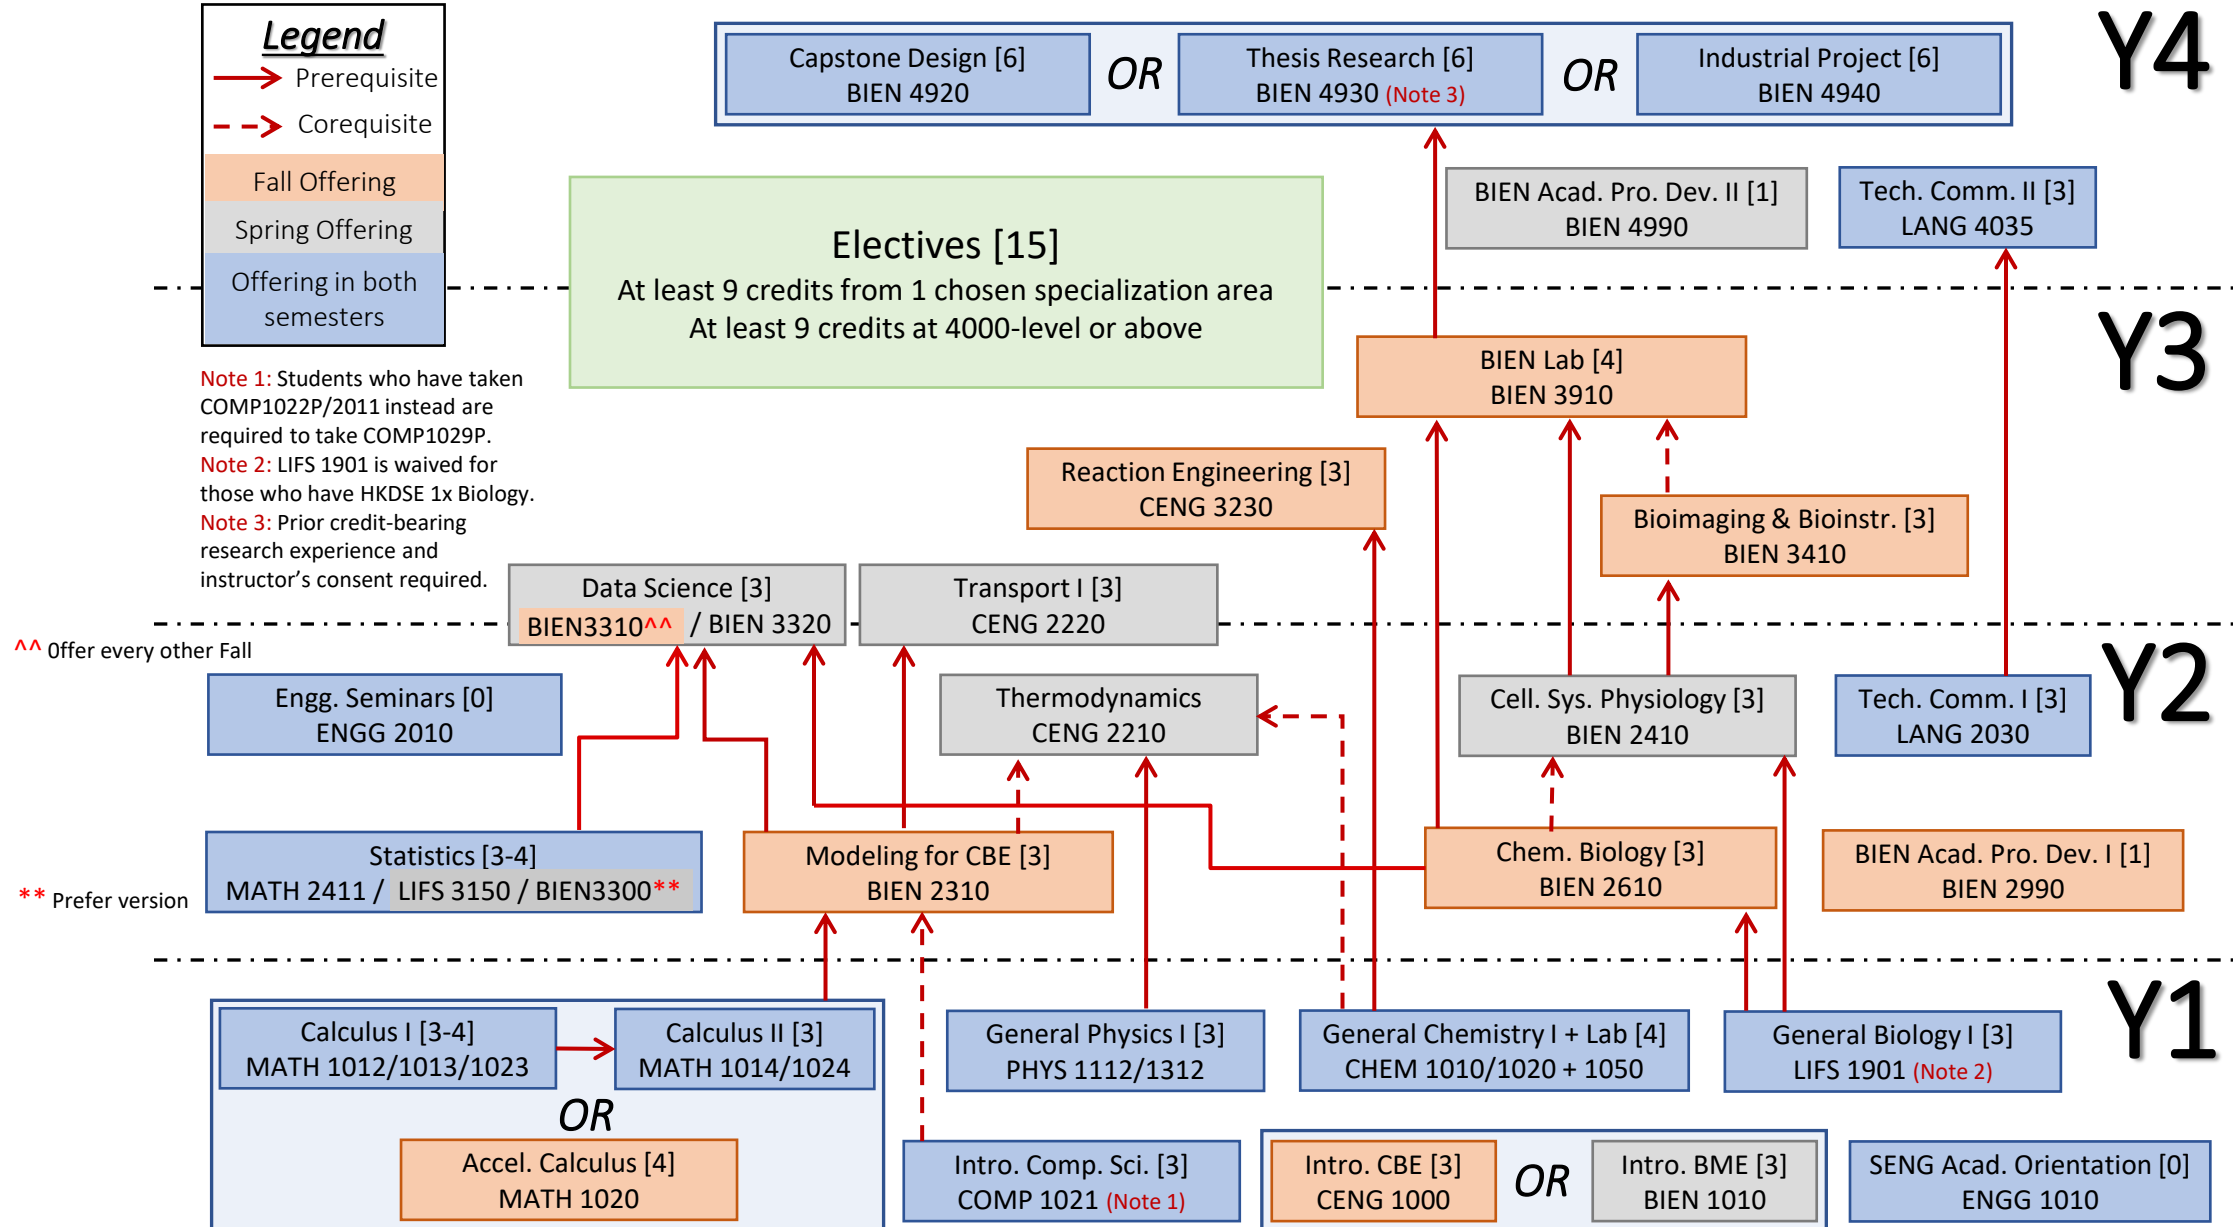 Legend
Prerequisite
Corequisite
Fall Offering
Spring Offering
Offering in both
semesters
Note 1: Students who have taken
COMP1022P/2011 instead are
required to take COMP1029P.
Note 2: LIFS 1901 is waived for
those who have HKDSE 1x Biology.
Note 3: Prior credit-bearing
research experience and
instructor’s consent required.
^^ 0ffer every other Fall
** Prefer version
Y4
Capstone Design [6]
BIEN 4920
OR
Thesis Research [6]
BIEN 4930 (Note 3)
OR
Industrial Project [6]
BIEN 4940
BIEN Acad. Pro. Dev. II [1]
BIEN 4990
Tech. Comm. II [3]
LANG 4035
Electives [15]
At least 9 credits from 1 chosen specialization area
At least 9 credits at 4000-level or above
Y3
BIEN Lab [4]
BIEN 3910
Reaction Engineering [3]
CENG 3230
Bioimaging & Bioinstr. [3]
BIEN 3410
Data Science [3]
BIEN3310^^ / BIEN 3320
Transport I [3]
CENG 2220
Y2
Engg. Seminars [0]
ENGG 2010
Thermodynamics
CENG 2210
Cell. Sys. Physiology [3]
BIEN 2410
Tech. Comm. I [3]
LANG 2030
Statistics [3-4]
MATH 2411 / LIFS 3150 / BIEN3300**
Modeling for CBE [3]
BIEN 2310
Chem. Biology [3]
BIEN 2610
BIEN Acad. Pro. Dev. I [1]
BIEN 2990
Y1
Calculus I [3-4]
MATH 1012/1013/1023
Calculus II [3]
MATH 1014/1024
OR
Accel. Calculus [4]
MATH 1020
General Physics I [3]
PHYS 1112/1312
General Chemistry I + Lab [4]
CHEM 1010/1020 + 1050
General Biology I [3]
LIFS 1901 (Note 2)
Intro. Comp. Sci. [3]
COMP 1021 (Note 1)
Intro. CBE [3]
CENG 1000
OR
Intro. BME [3]
BIEN 1010
SENG Acad. Orientation [0]
ENGG 1010